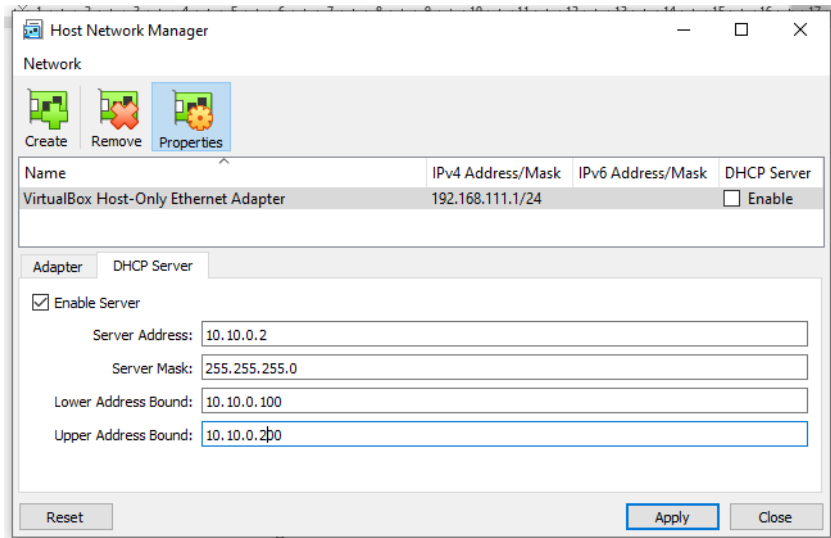 Host Network Manager
Network
Create Remove Properties
Name IPv4 Address/Mask IPv6 Address/Mask DHCP Server
VirtualBox Host-Only Ethernet Adapter 192.168.111.1/24 Enable
Adapter DHCP Server
Enable Server
Server Address: 10.10.0.2
Server Mask: 255.255.255.0
Lower Address Bound: 10.10.0.100
Upper Address Bound: 10.10.0.200
Reset Apply Close